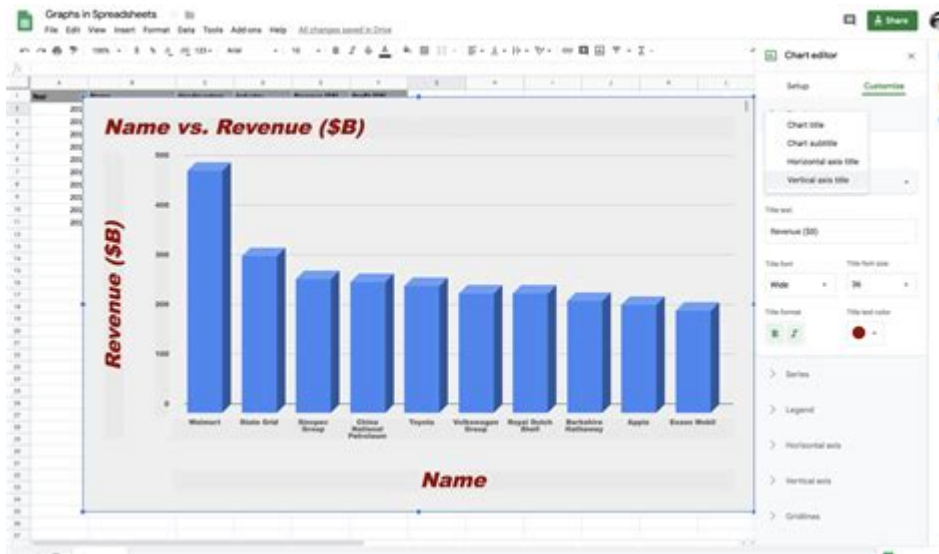 Graphs in Spreadsheets
File Edit View Insert Format Data Tools Add-ons Help All changes saved in Drive
Share
100% $ % 123 Arial
Chart editor
Setup Customize
Name vs. Revenue ($B)
Chart title
Chart subtitle
Horizontal axis title
Vertical axis title
Title text
Revenue ($B)
Title font Title font size
Wide 36
Title format Title text color
B I
Series
Legend
Horizontal axis
Vertical axis
Gridlines
Revenue ($B)
500
400
300
200
100
0
Walmart State Grid Sinopec Group China National Petroleum Toyota Volkswagen Group Royal Dutch Shell Berkshire Hathaway Apple Exxon Mobil
Name